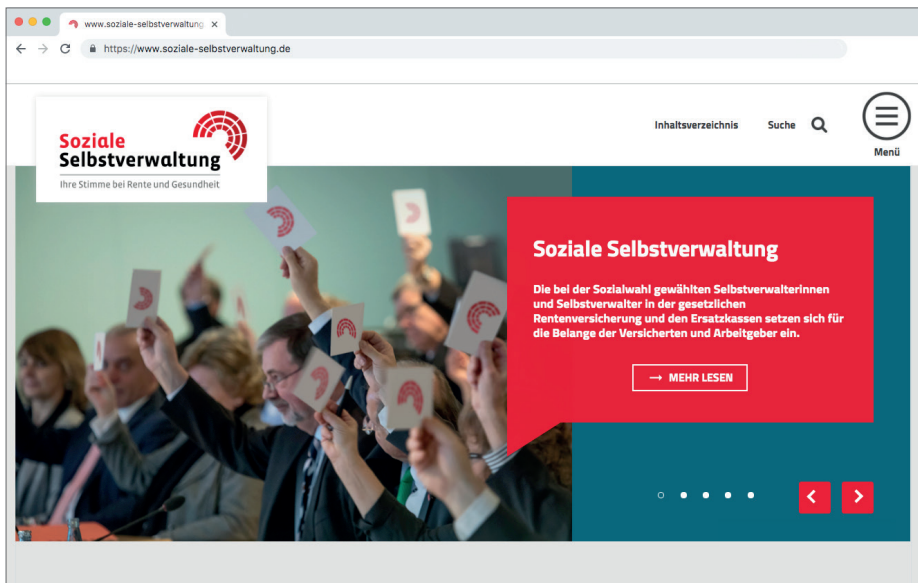 www.soziale-selbstverwaltung
https://www.soziale-selbstverwaltung.de
Soziale
Selbstverwaltung
Ihre Stimme bei Rente und Gesundheit
Inhaltsverzeichnis
Suche
Menü
Soziale Selbstverwaltung
Die bei der Sozialwahl gewählten Selbstverwalterinnen
und Selbstverwalter in der gesetzlichen
Rentenversicherung und den Ersatzkassen setzen sich für
die Belange der Versicherten und Arbeitgeber ein.
→ MEHR LESEN